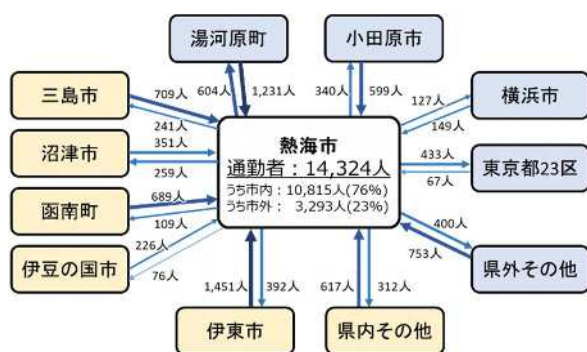 湯河原町
小田原市
604人
1,231人
340人
599人
三島市
709人
241人
横浜市
127人
149人
沼津市
351人
259人
熱海市
通勤者：14,324人
うち市内：10,815人(76%)
うち市外： 3,293人(23%)
東京都23区
433人
67人
函南町
689人
109人
伊豆の国市
226人
76人
県外その他
400人
753人
1,451人
392人
617人
312人
伊東市
県内その他